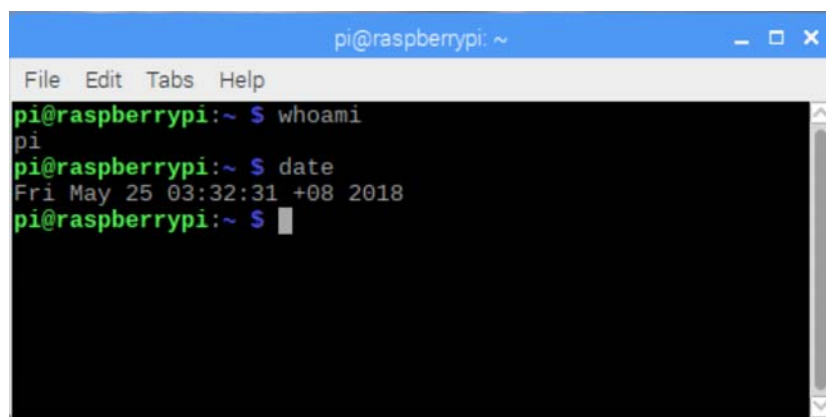 pi@raspberrypi: ~
File Edit Tabs Help
pi@raspberrypi:~ $ whoami
pi
pi@raspberrypi:~ $ date
Fri May 25 03:32:31 +08 2018
pi@raspberrypi:~ $